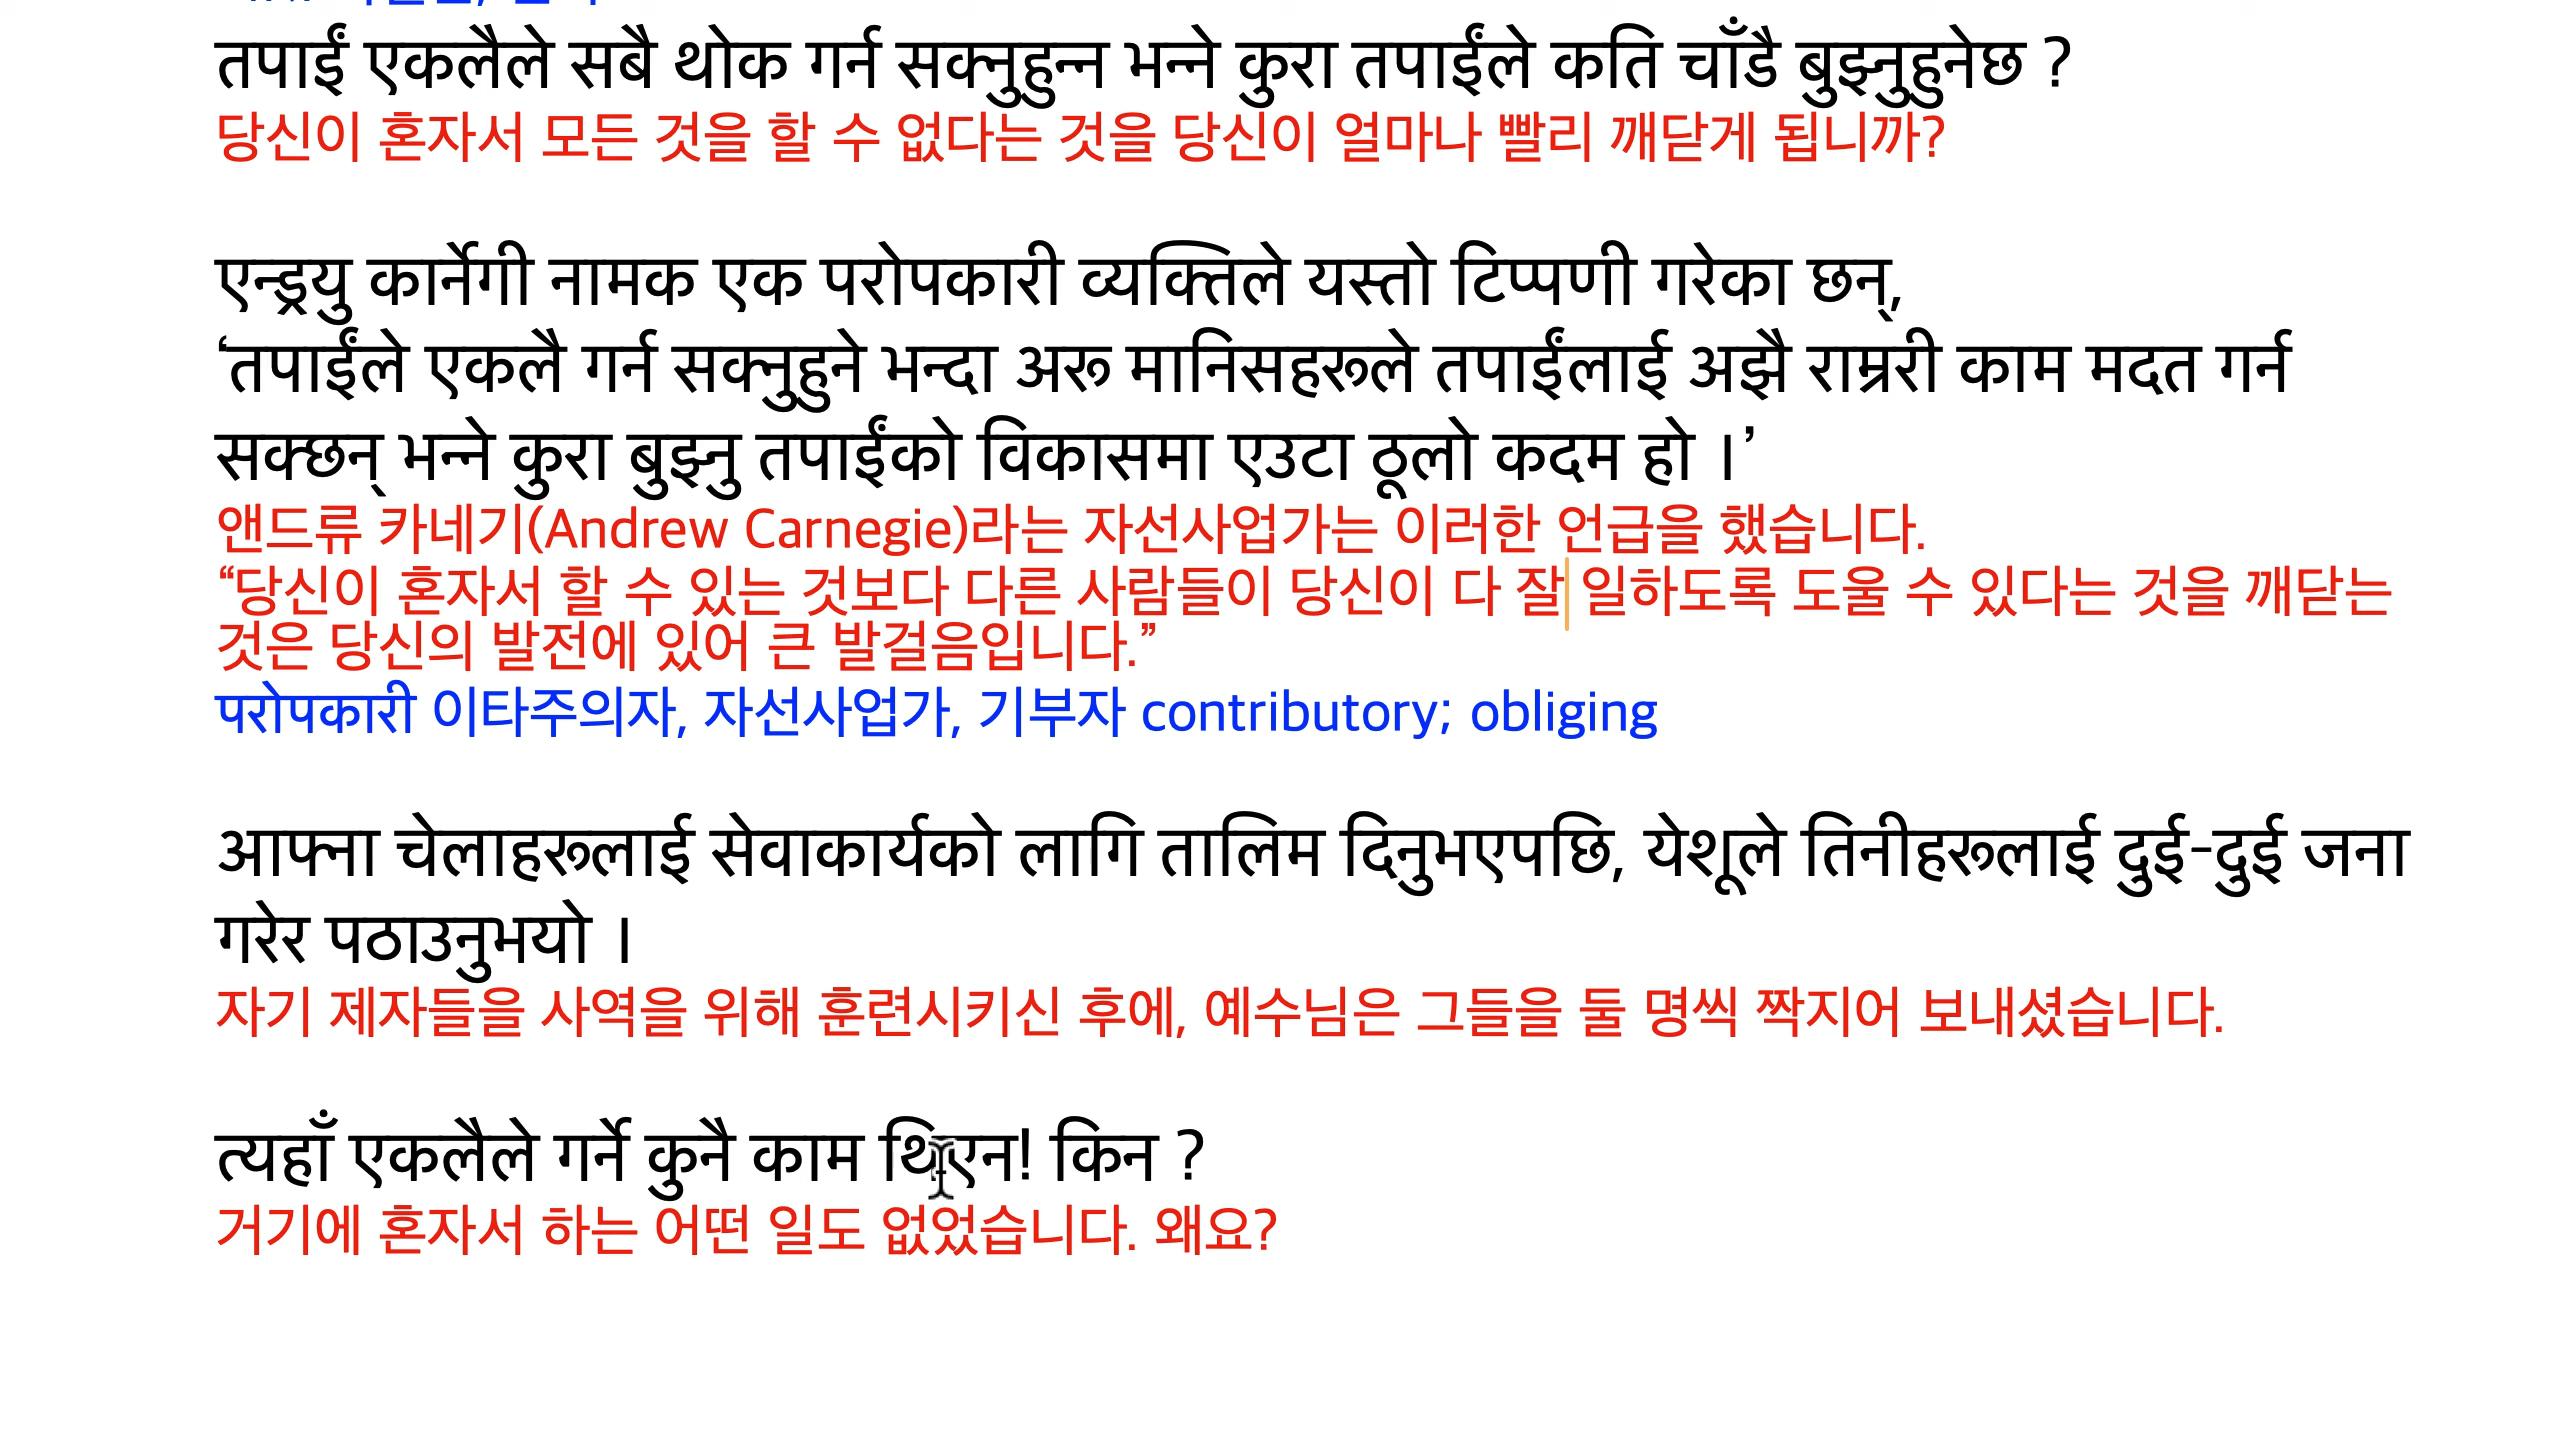 तपाईं एकलैले सबै थोक गर्न सक्नुहुन्न भन्ने कुरा तपाईंले कति चाँडै बुझ्नुहुनेछ ?
당신이 혼자서 모든 것을 할 수 없다는 것을 당신이 얼마나 빨리 깨닫게 됩니까?
एन्ड्रयु कार्नेगी नामक एक परोपकारी व्यक्तिले यस्तो टिप्पणी गरेका छन्,
‘तपाईंले एकलै गर्न सक्नुहुने भन्दा अरू मानिसहरूले तपाईंलाई अझै राम्ररी काम मदत गर्न
सक्छन् भन्ने कुरा बुझ्नु तपाईंको विकासमा एउटा ठूलो कदम हो ।’
앤드류 카네기(Andrew Carnegie)라는 자선사업가는 이러한 언급을 했습니다.
“당신이 혼자서 할 수 있는 것보다 다른 사람들이 당신이 다 잘 일하도록 도울 수 있다는 것을 깨닫는
것은 당신의 발전에 있어 큰 발걸음입니다.”
परोपकारी 이타주의자, 자선사업가, 기부자 contributory; obliging
आफ्ना चेलाहरूलाई सेवाकार्यको लागि तालिम दिनुभएपछि, येशूले तिनीहरूलाई दुई-दुई जना
गरेर पठाउनुभयो ।
자기 제자들을 사역을 위해 훈련시키신 후에, 예수님은 그들을 둘 명씩 짝지어 보내셨습니다.
त्यहाँ एकलैले गर्ने कुनै काम थिएन! किन ?
거기에 혼자서 하는 어떤 일도 없었습니다. 왜요?